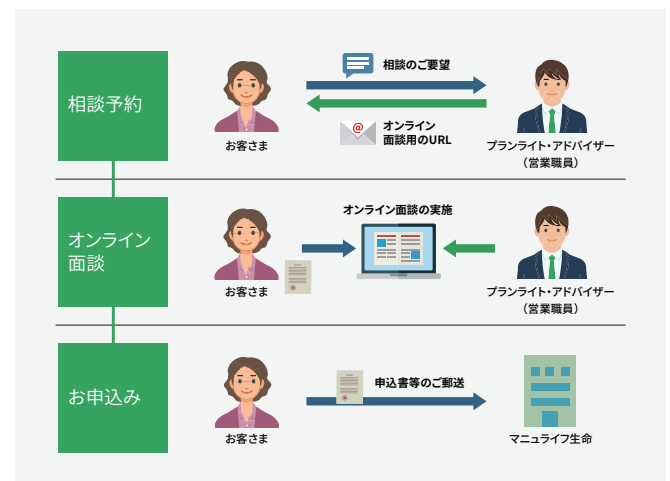 相談予約
相談のご要望
@
オンライン
面談用のURL
お客さま
プランライト・アドバイザー
（営業職員）
オンライン
面談
オンライン面談の実施
お客さま
プランライト・アドバイザー
（営業職員）
お申込み
申込書等のご郵送
お客さま
マニュライフ生命